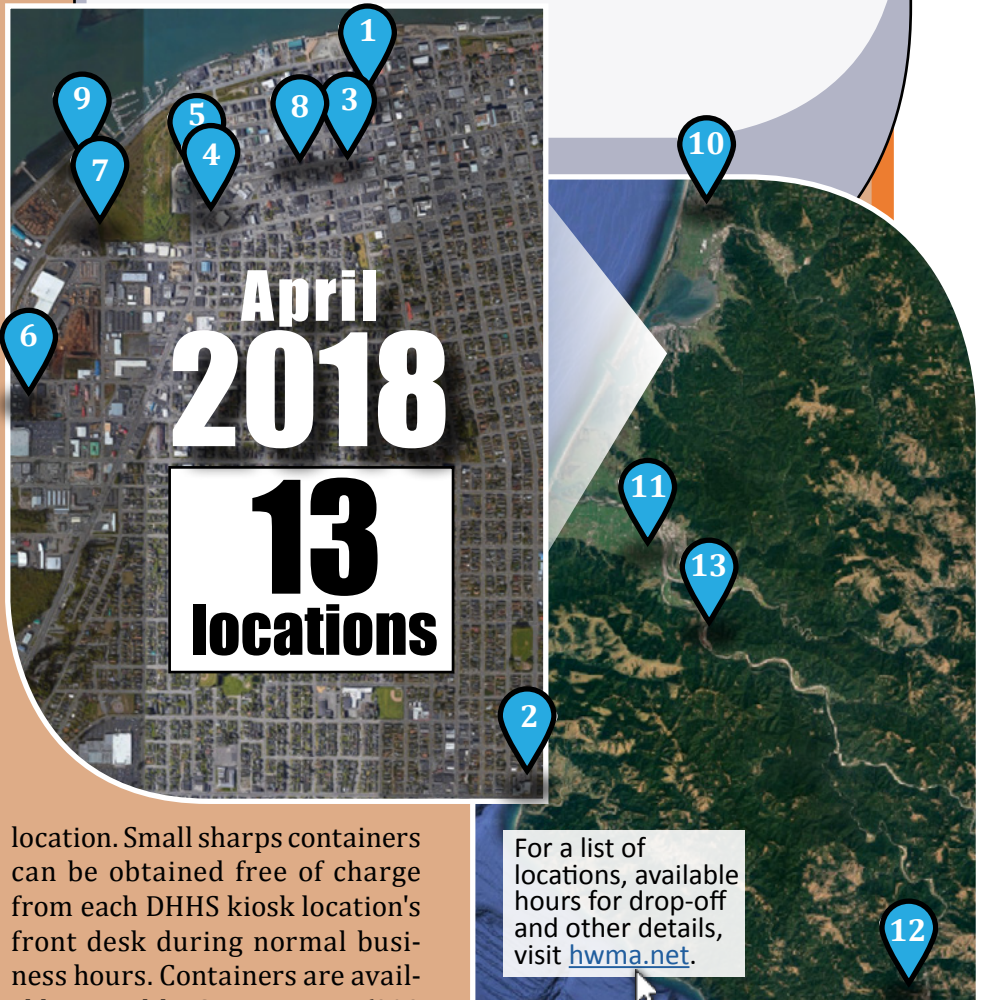 1
9
5
8
3
4
7
10
April
2018
6
13
locations
11
13
2
12
location. Small sharps containers
can be obtained free of charge
from each DHHS kiosk location's
front desk during normal busi-
ness hours. Containers are avail-
For a list of
locations, available
hours for drop-off
and other details,
visit hwma.net.